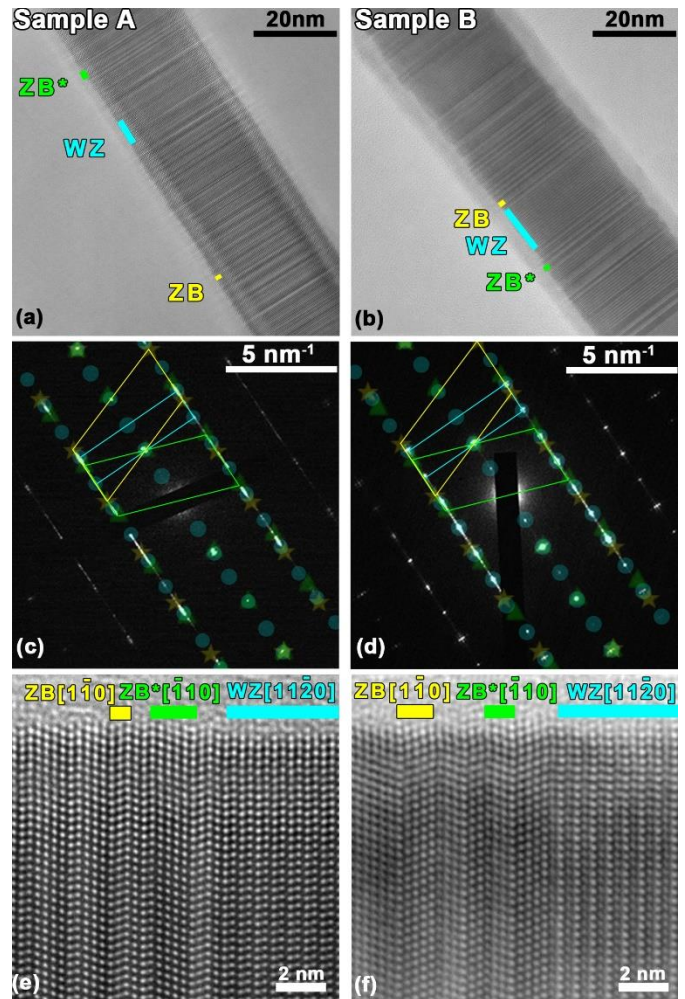 Sample A
20nm
ZB*
WZ
ZB
(a)
Sample B
20nm
ZB
WZ
ZB*
(b)
5 nm⁻¹
(c)
5 nm⁻¹
(d)
ZB[11̄0] ZB*[1̄10] WZ[112̄0]
2 nm
(e)
ZB[11̄0] ZB*[1̄10] WZ[112̄0]
2 nm
(f)